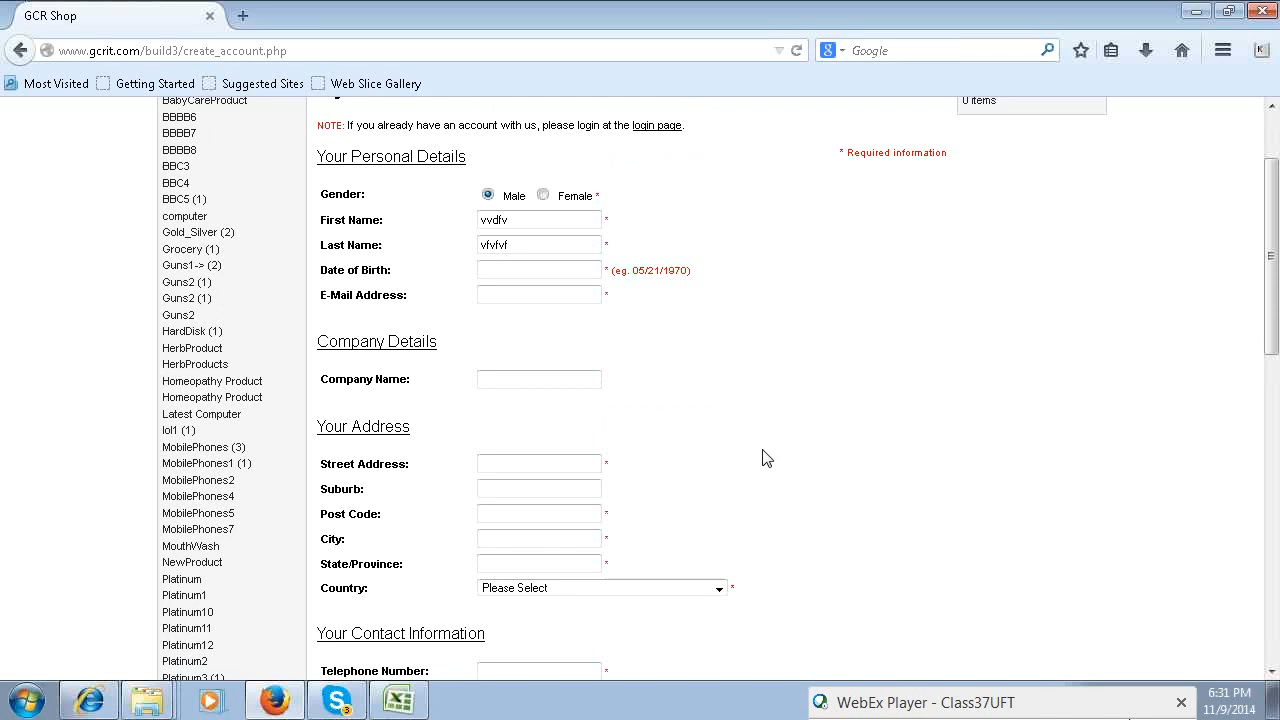 GCR Shop
www.gcrit.com/build3/create_account.php
Google
Most Visited Getting Started Suggested Sites Web Slice Gallery
BabyCareProduct
BBBB6
BBBB7
BBBB8
BBC3
BBC4
BBC5 (1)
computer
Gold_Silver (2)
Grocery (1)
Guns1-> (2)
Guns2 (1)
Guns2 (1)
Guns2
HardDisk (1)
HerbProduct
HerbProducts
Homeopathy Product
Homeopathy Product
Latest Computer
lol1 (1)
MobilePhones (3)
MobilePhones1 (1)
MobilePhones2
MobilePhones4
MobilePhones5
MobilePhones7
MouthWash
NewProduct
Platinum
Platinum1
Platinum10
Platinum11
Platinum12
Platinum2
Platinum3 (1)
0 items
NOTE: If you already have an account with us, please login at the login page.
Your Personal Details
* Required information
Gender: Male Female *
First Name: vvdfv *
Last Name: vfvfvf *
Date of Birth: * (eg. 05/21/1970)
E-Mail Address: *
Company Details
Company Name:
Your Address
Street Address: *
Suburb:
Post Code: *
City: *
State/Province: *
Country: Please Select *
Your Contact Information
Telephone Number: *
WebEx Player - Class37UFT
6:31 PM
11/9/2014